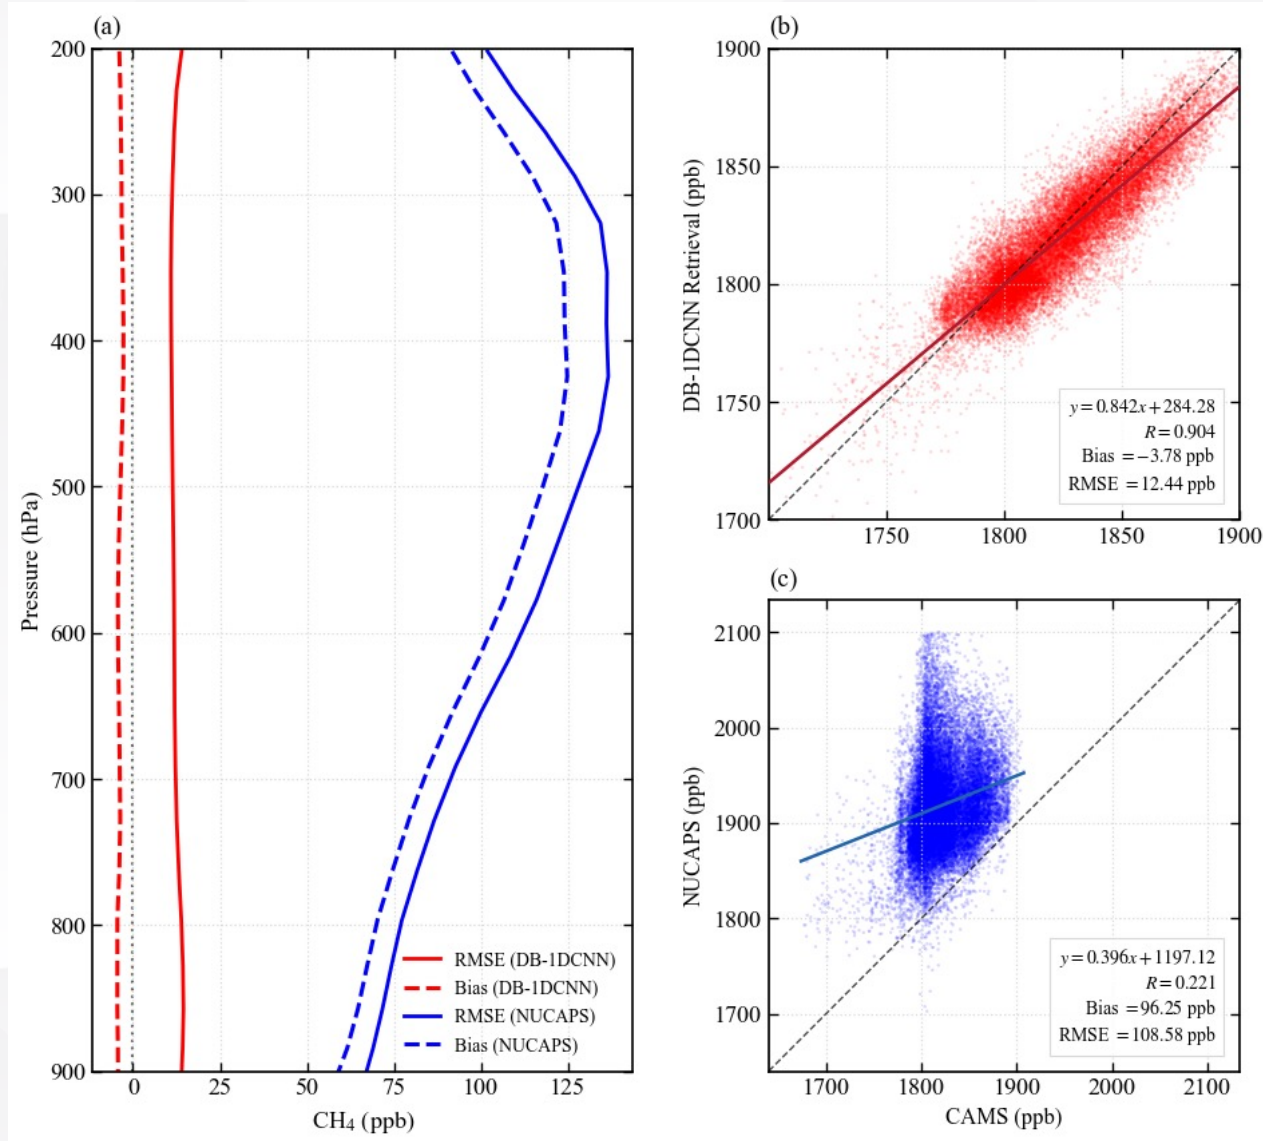 (a)
200
300
400
500
600
700
800
900
Pressure (hPa)
0 25 50 75 100 125
CH₄ (ppb)
RMSE (DB-1DCNN)
Bias (DB-1DCNN)
RMSE (NUCAPS)
Bias (NUCAPS)
(b)
1900
1850
1800
1750
1700
DB-1DCNN Retrieval (ppb)
1750 1800 1850 1900
y=0.842x+284.28
R=0.904
Bias =−3.78 ppb
RMSE =12.44 ppb
(c)
2100
2000
1900
1800
1700
NUCAPS (ppb)
1700 1800 1900 2000 2100
CAMS (ppb)
y=0.396x+1197.12
R=0.221
Bias =96.25 ppb
RMSE =108.58 ppb